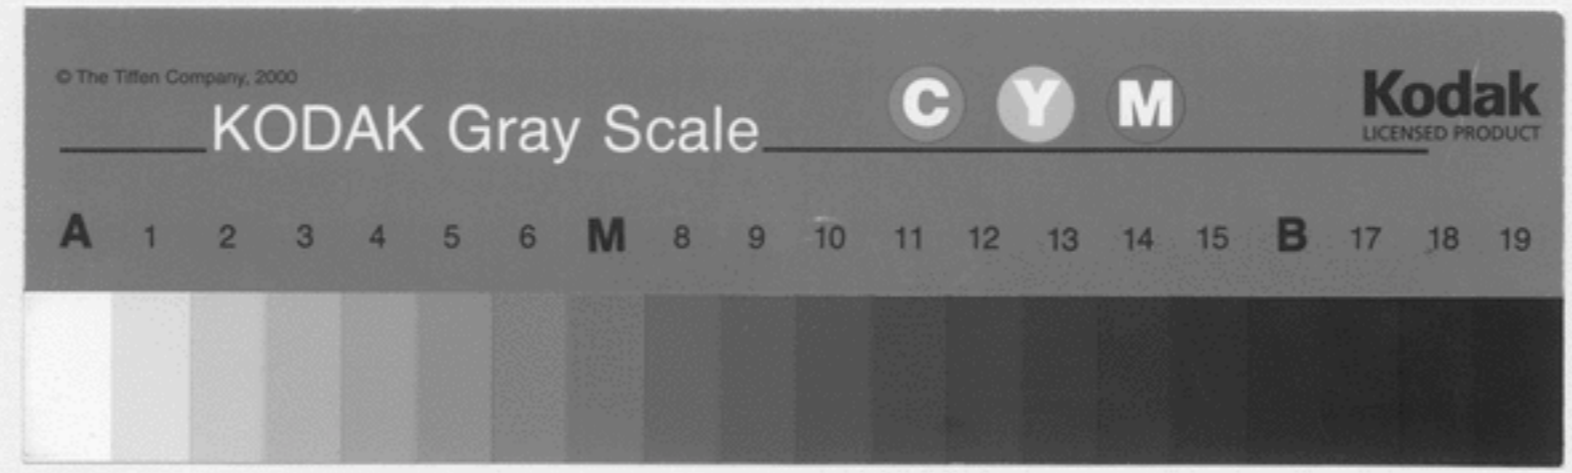 © The Tiffen Company, 2000
KODAK Gray Scale
C Y M
Kodak
LICENSED PRODUCT
A 1 2 3 4 5 6 M 8 9 10 11 12 13 14 15 B 17 18 19